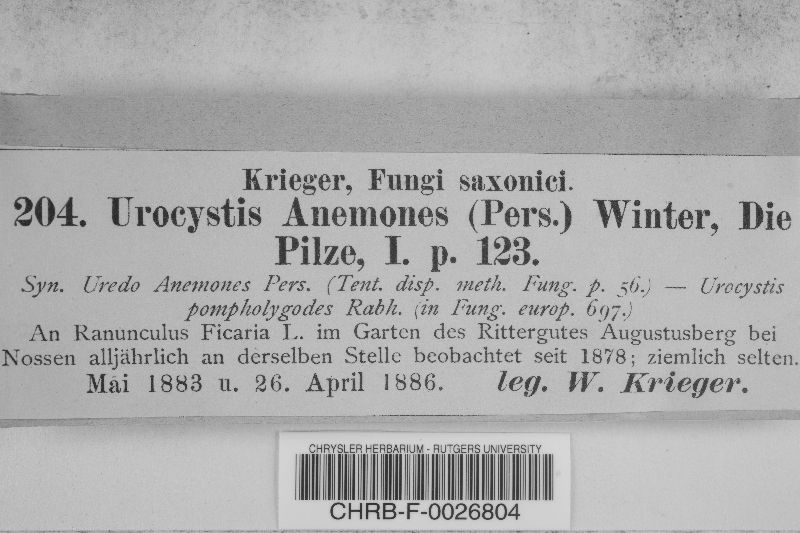 Krieger, Fungi saxonici.
204. Urocystis Anemones (Pers.) Winter, Die
Pilze, I. p. 123.
Syn. Uredo Anemones Pers. (Tent. disp. meth. Fung. p. 56.) — Urocystis
pompholygodes Rabh. (in Fung. europ. 697.)
An Ranunculus Ficaria L. im Garten des Rittergutes Augustusberg bei
Nossen alljährlich an derselben Stelle beobachtet seit 1878; ziemlich selten.
Mai 1883 u. 26. April 1886. leg. W. Krieger.
CHRYSLER HERBARIUM - RUTGERS UNIVERSITY
CHRB-F-0026804